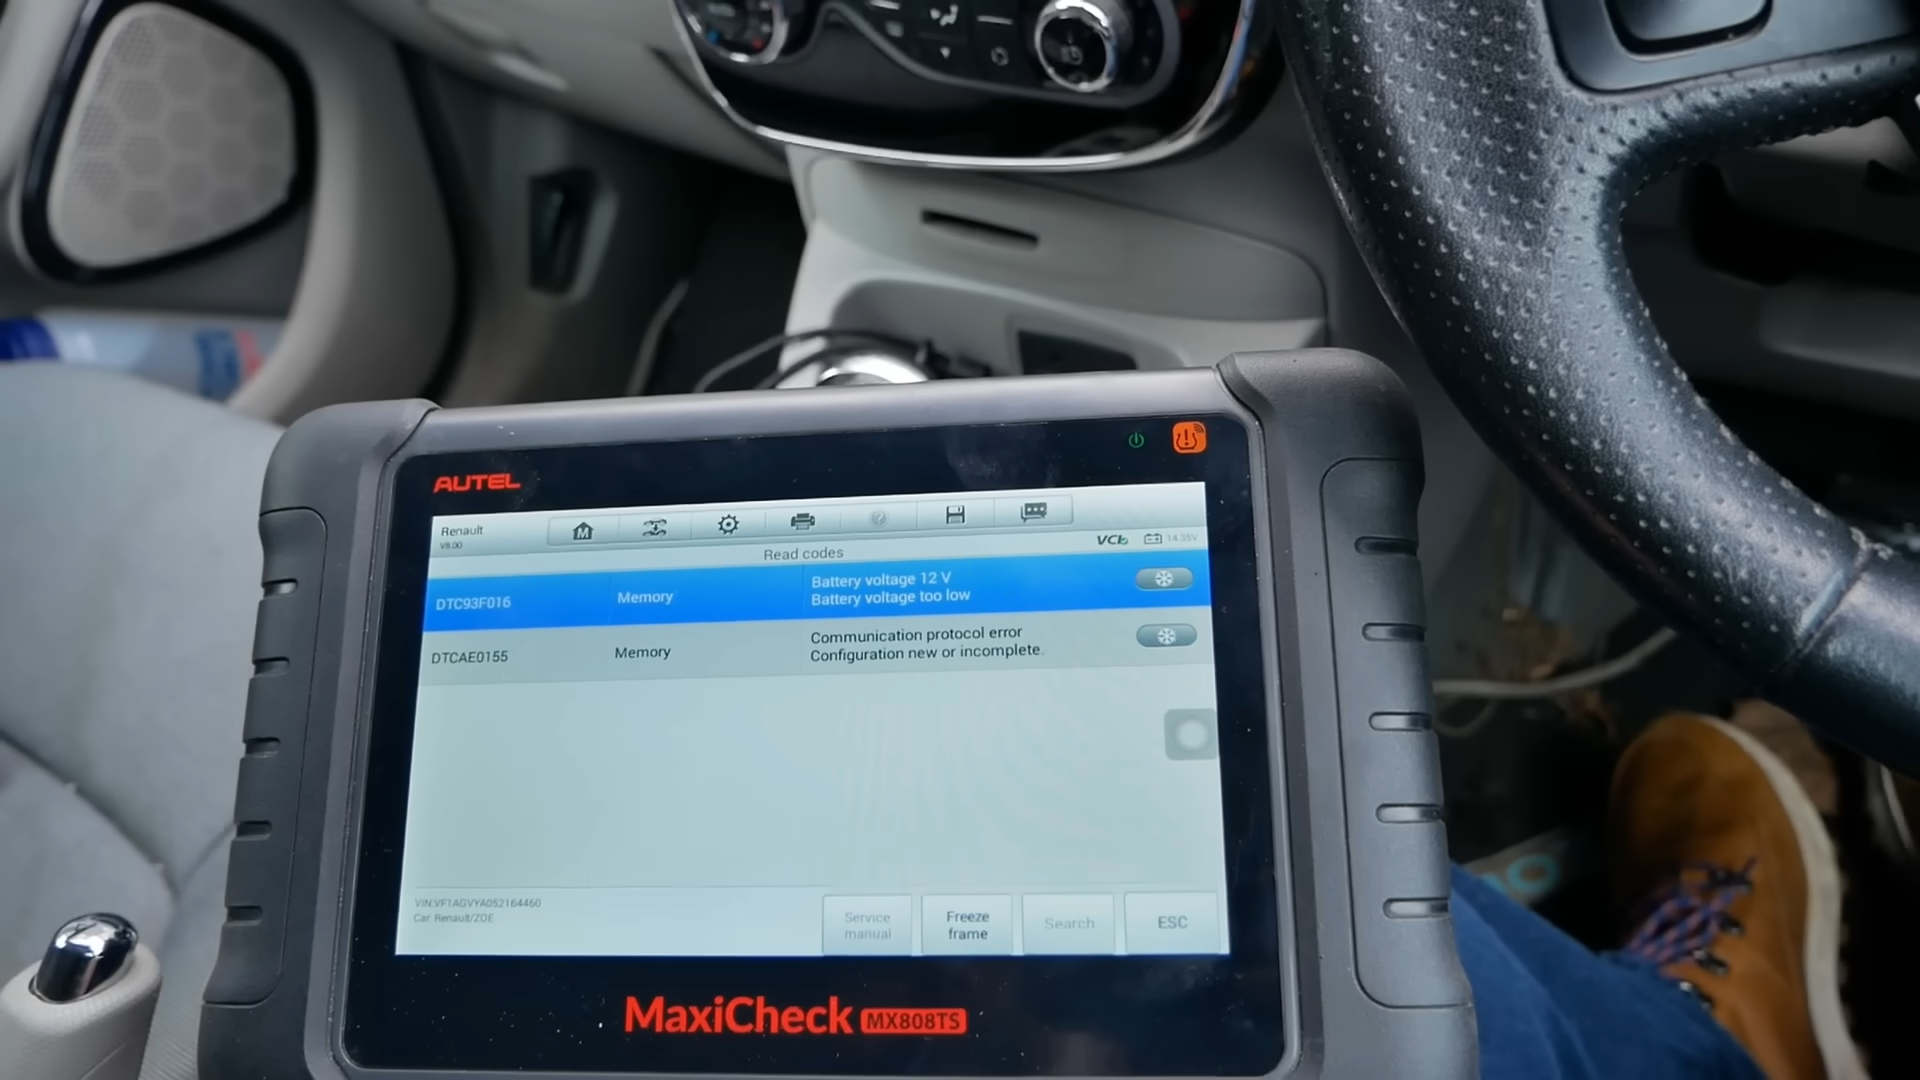 AUTEL
Renault
V8.00
VCI
14.35V
Read codes
DTC93F016
Memory
Battery voltage 12 V
Battery voltage too low
DTCAE0155
Memory
Communication protocol error
Configuration new or incomplete.
VIN:VF1AGVYA052164460
Car: Renault/ZOE
Service
manual
Freeze
frame
Search
ESC
MaxiCheck MX808TS